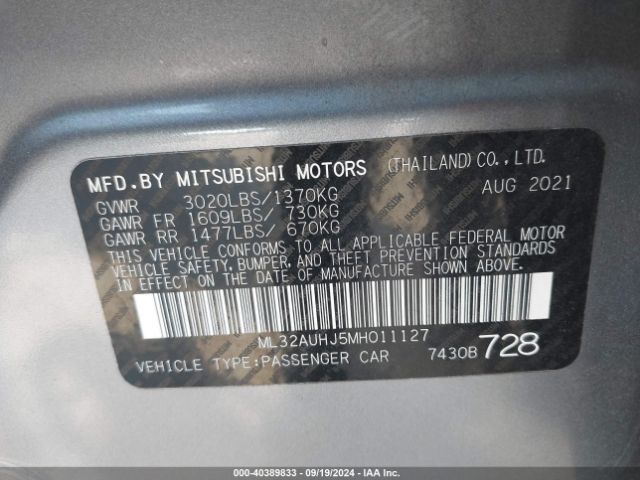 MFD.BY MITSUBISHI MOTORS (THAILAND)CO.,LTD.
GVWR 3020LBS/1370KG AUG 2021
GAWR FR 1609LBS/ 730KG
GAWR RR 1477LBS/ 670KG
THIS VEHICLE CONFORMS TO ALL APPLICABLE FEDERAL MOTOR
VEHICLE SAFETY, BUMPER, AND THEFT PREVENTION STANDARDS
IN EFFECT ON THE DATE OF MANUFACTURE SHOWN ABOVE.
ML32AUHJ5MH011127
VEHICLE TYPE:PASSENGER CAR 7430B 728
000-40389833 - 09/19/2024 - IAA Inc.